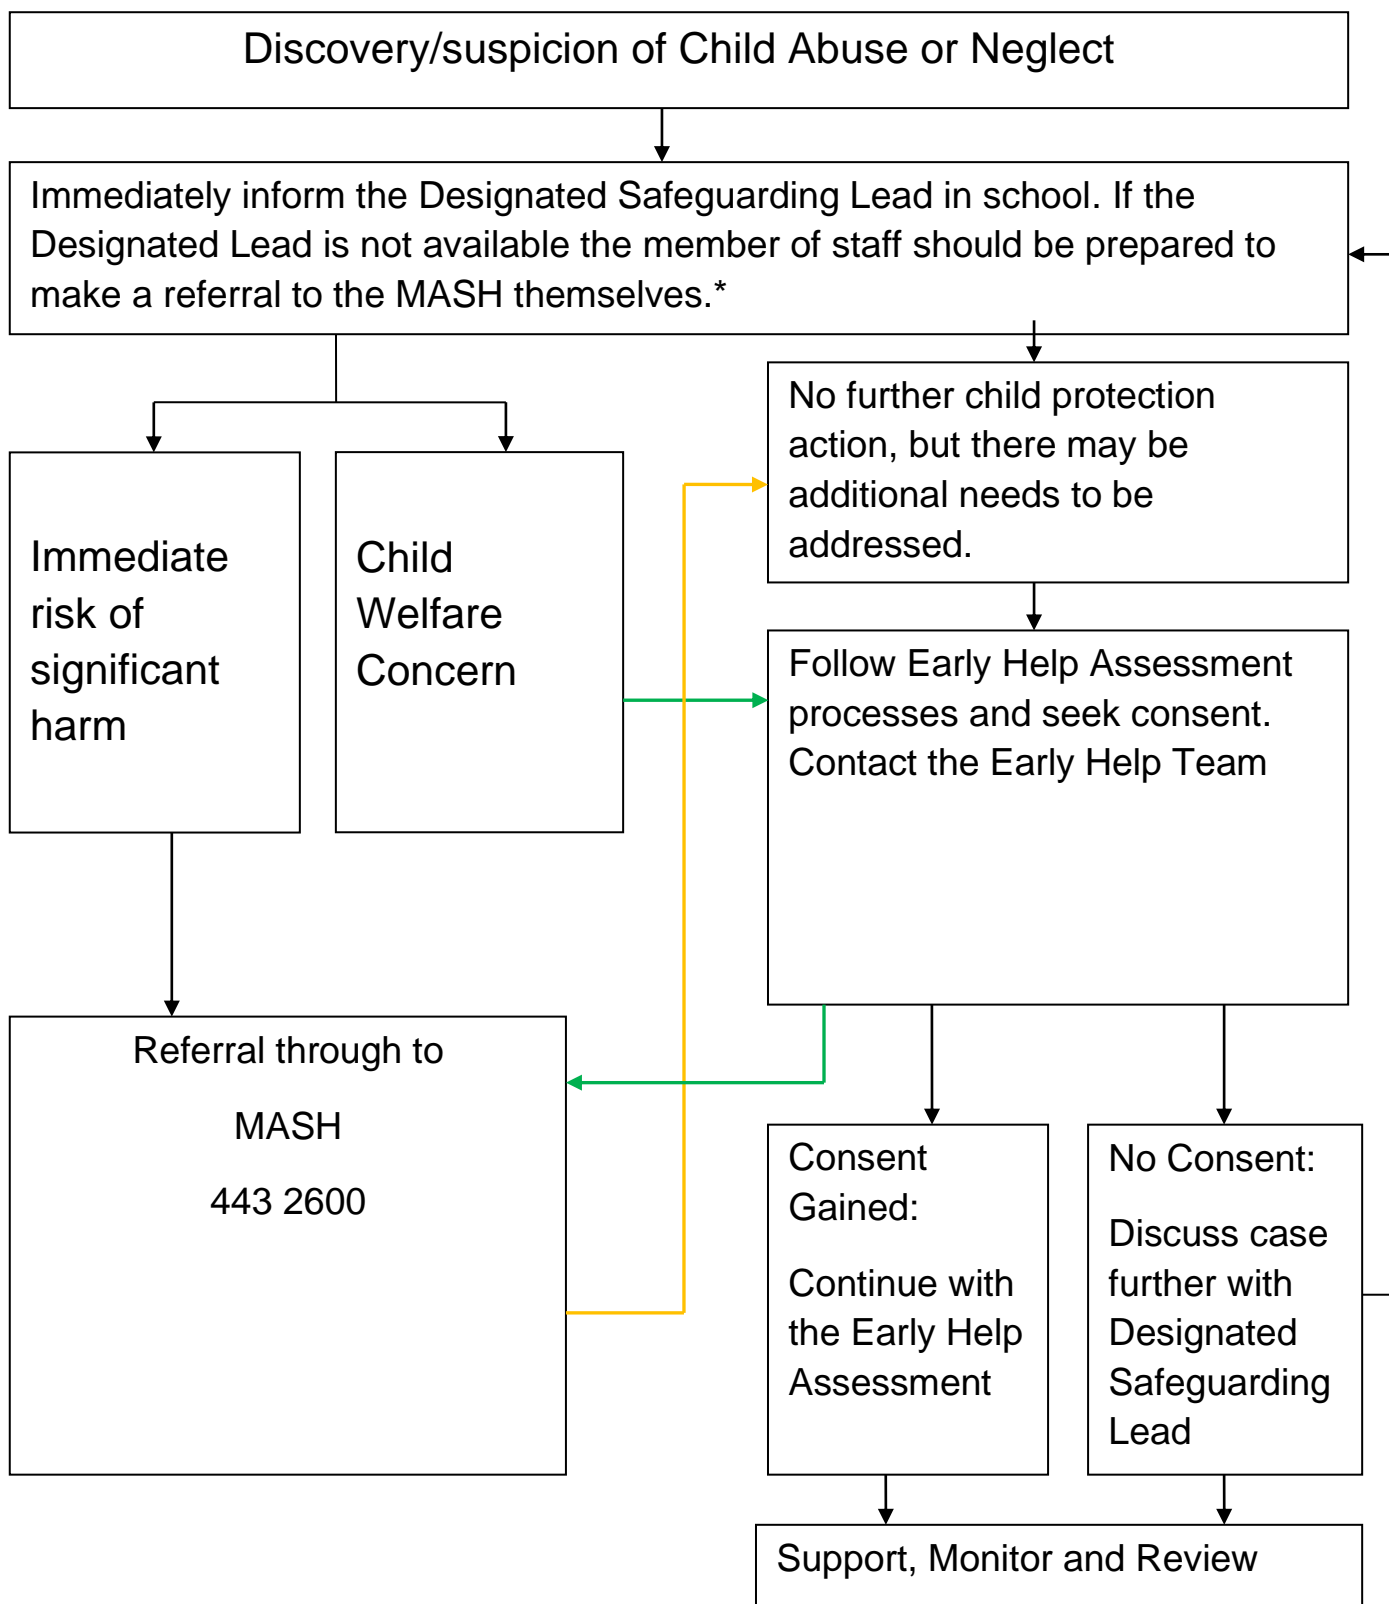 Discovery/suspicion of Child Abuse or Neglect
Immediately inform the Designated Safeguarding Lead in school. If the
Designated Lead is not available the member of staff should be prepared to
make a referral to the MASH themselves.*
No further child protection
action, but there may be
additional needs to be
addressed.
Immediate
risk of
significant
harm
Child
Welfare
Concern
Follow Early Help Assessment
processes and seek consent.
Contact the Early Help Team
Referral through to
MASH
443 2600
Consent
Gained:
Continue with
the Early Help
Assessment
No Consent:
Discuss case
further with
Designated
Safeguarding
Lead
Support, Monitor and Review